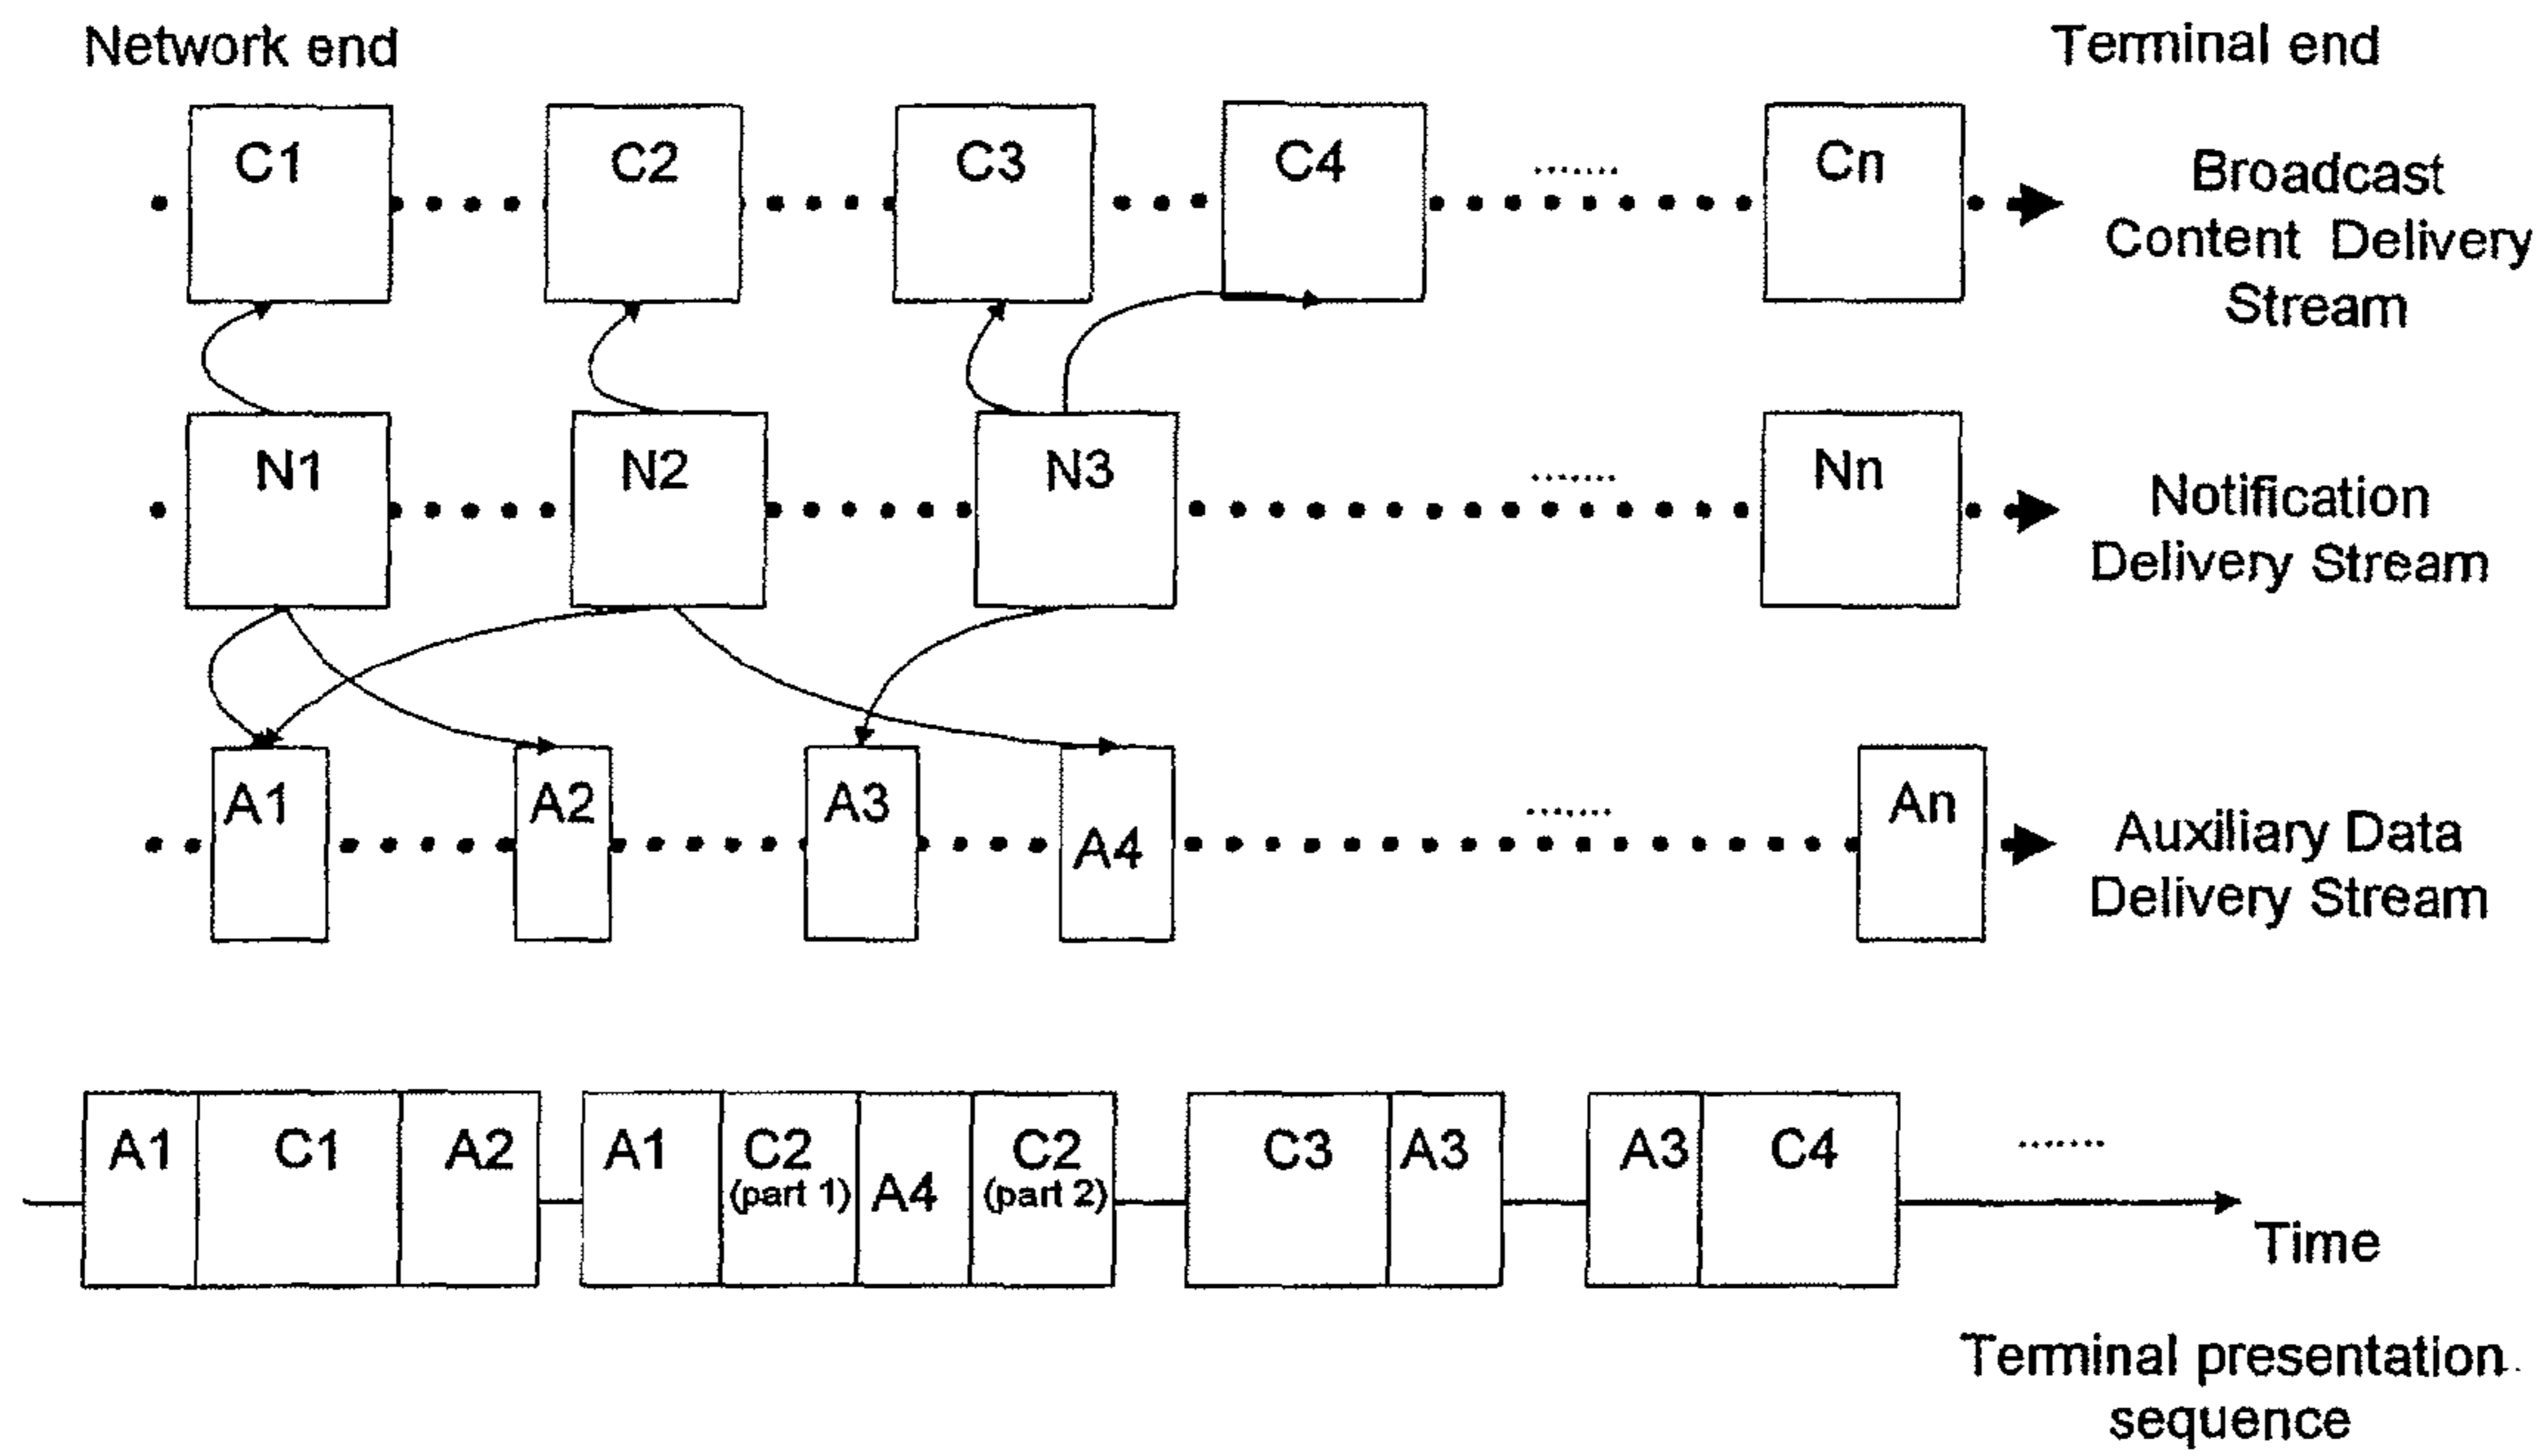 Network end
Terminal end
C1
C2
C3
C4
.......
Cn
Broadcast
Content Delivery
Stream
N1
N2
N3
.......
Nn
Notification
Delivery Stream
A1
A2
A3
A4
.......
An
Auxiliary Data
Delivery Stream
A1
C1
A2
A1
C2
(part 1)
A4
C2
(part 2)
C3
A3
A3
C4
.......
Time
Terminal presentation
sequence